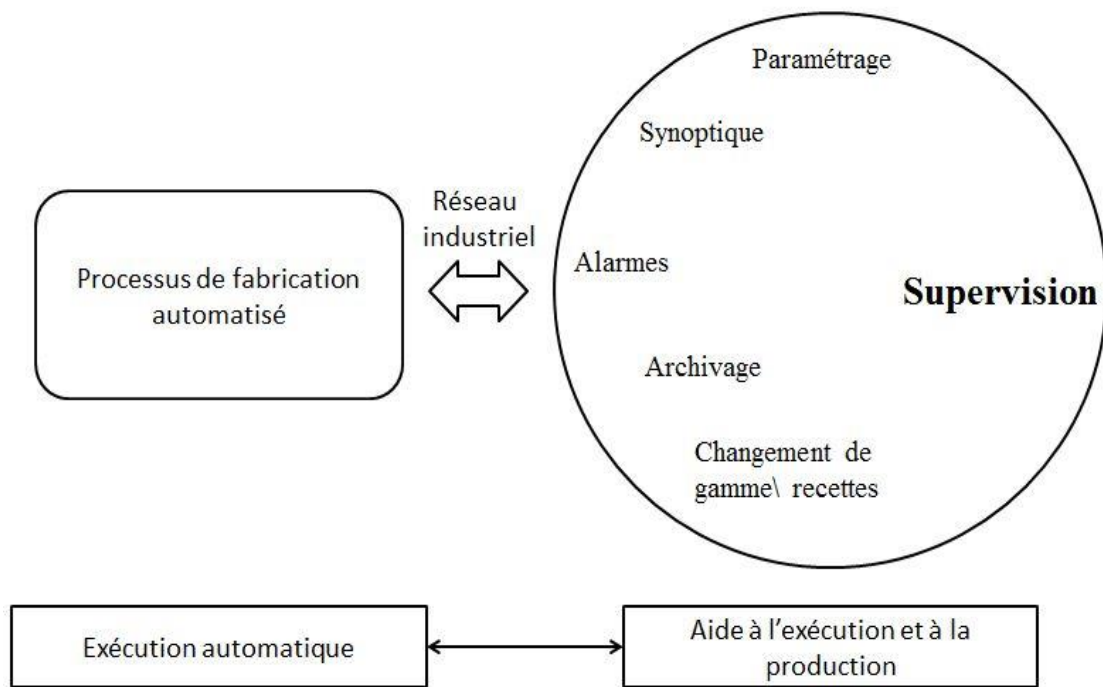 Paramétrage
Synoptique
Réseau
industriel
Processus de fabrication
automatisé
Alarmes
Supervision
Archivage
Changement de
gamme\ recettes
Exécution automatique
Aide à l'exécution et à la
production